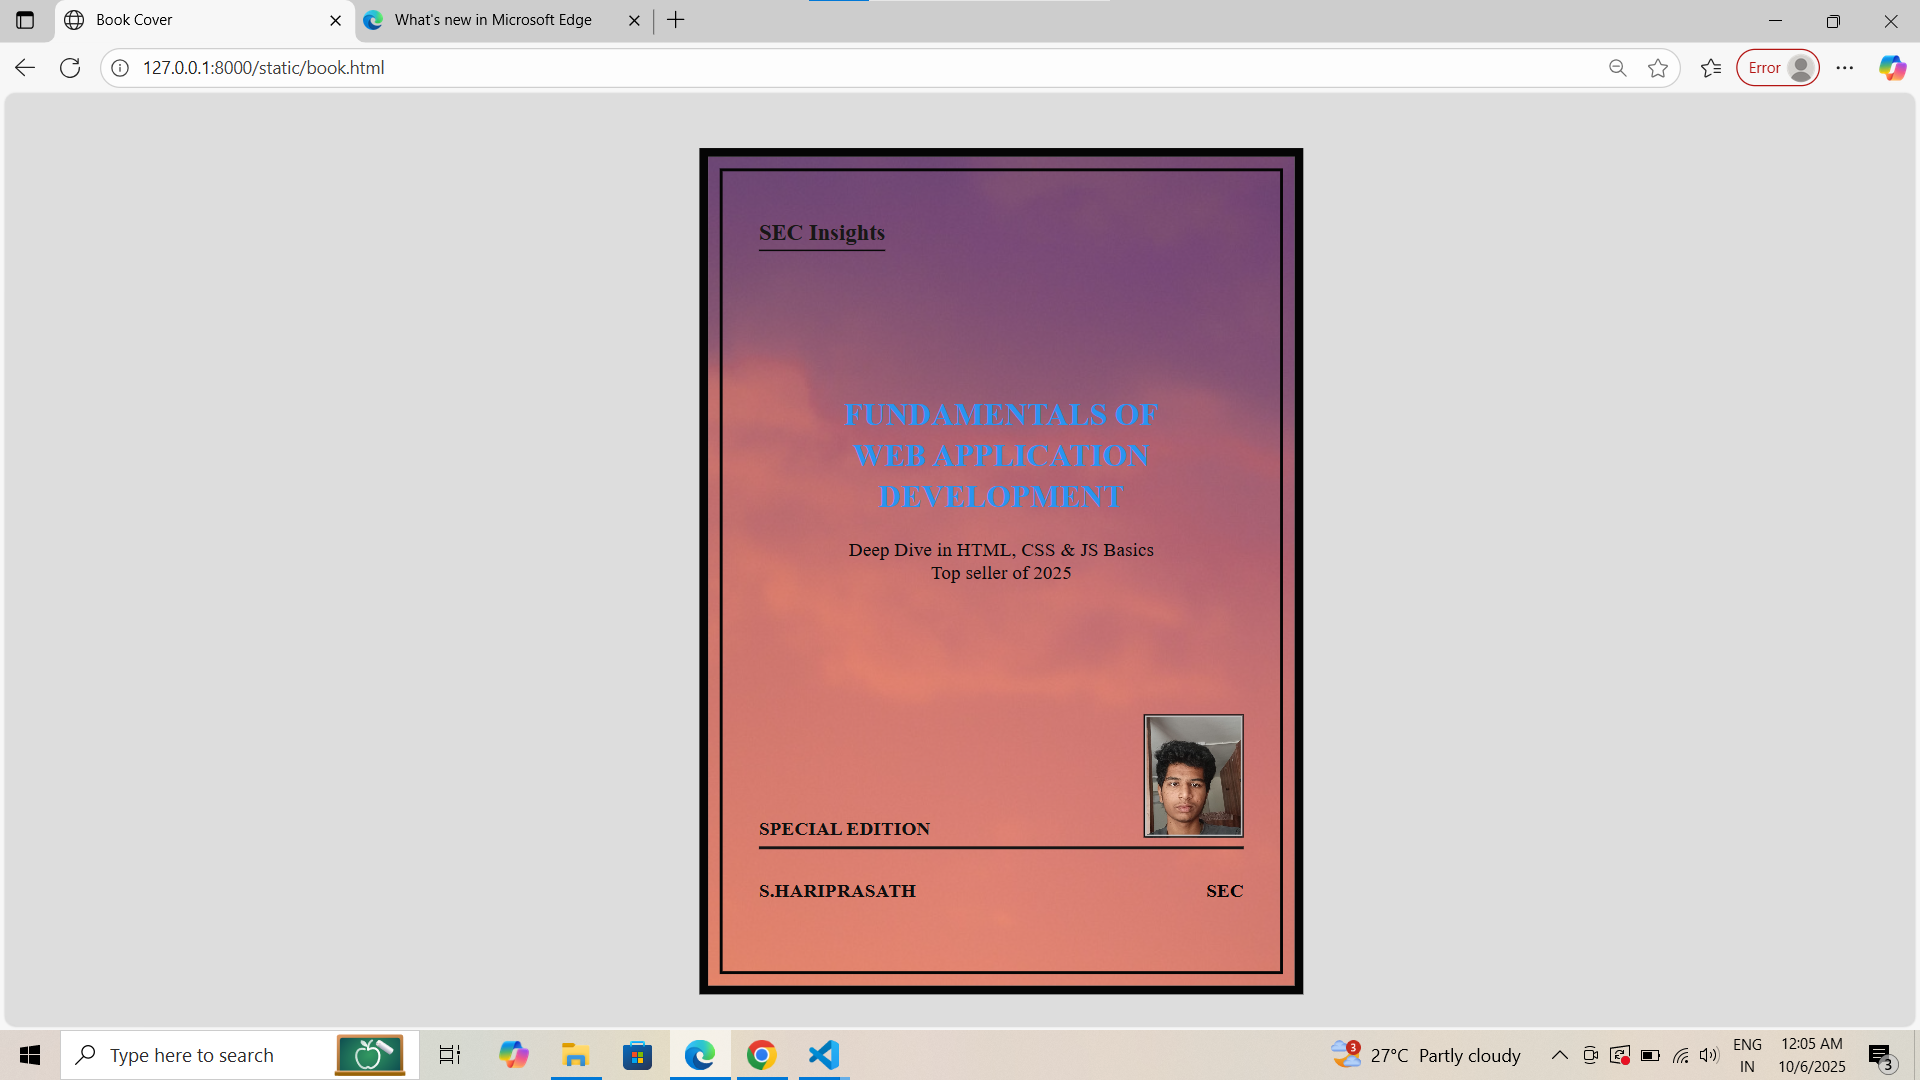 Book Cover
What's new in Microsoft Edge
127.0.0.1:8000/static/book.html
Error
SEC Insights
FUNDAMENTALS OF
WEB APPLICATION
DEVELOPMENT
Deep Dive in HTML, CSS & JS Basics
Top seller of 2025
SPECIAL EDITION
S.HARIPRASATH
SEC
Type here to search
3
27°C Partly cloudy
ENG
IN
12:05 AM
10/6/2025
3